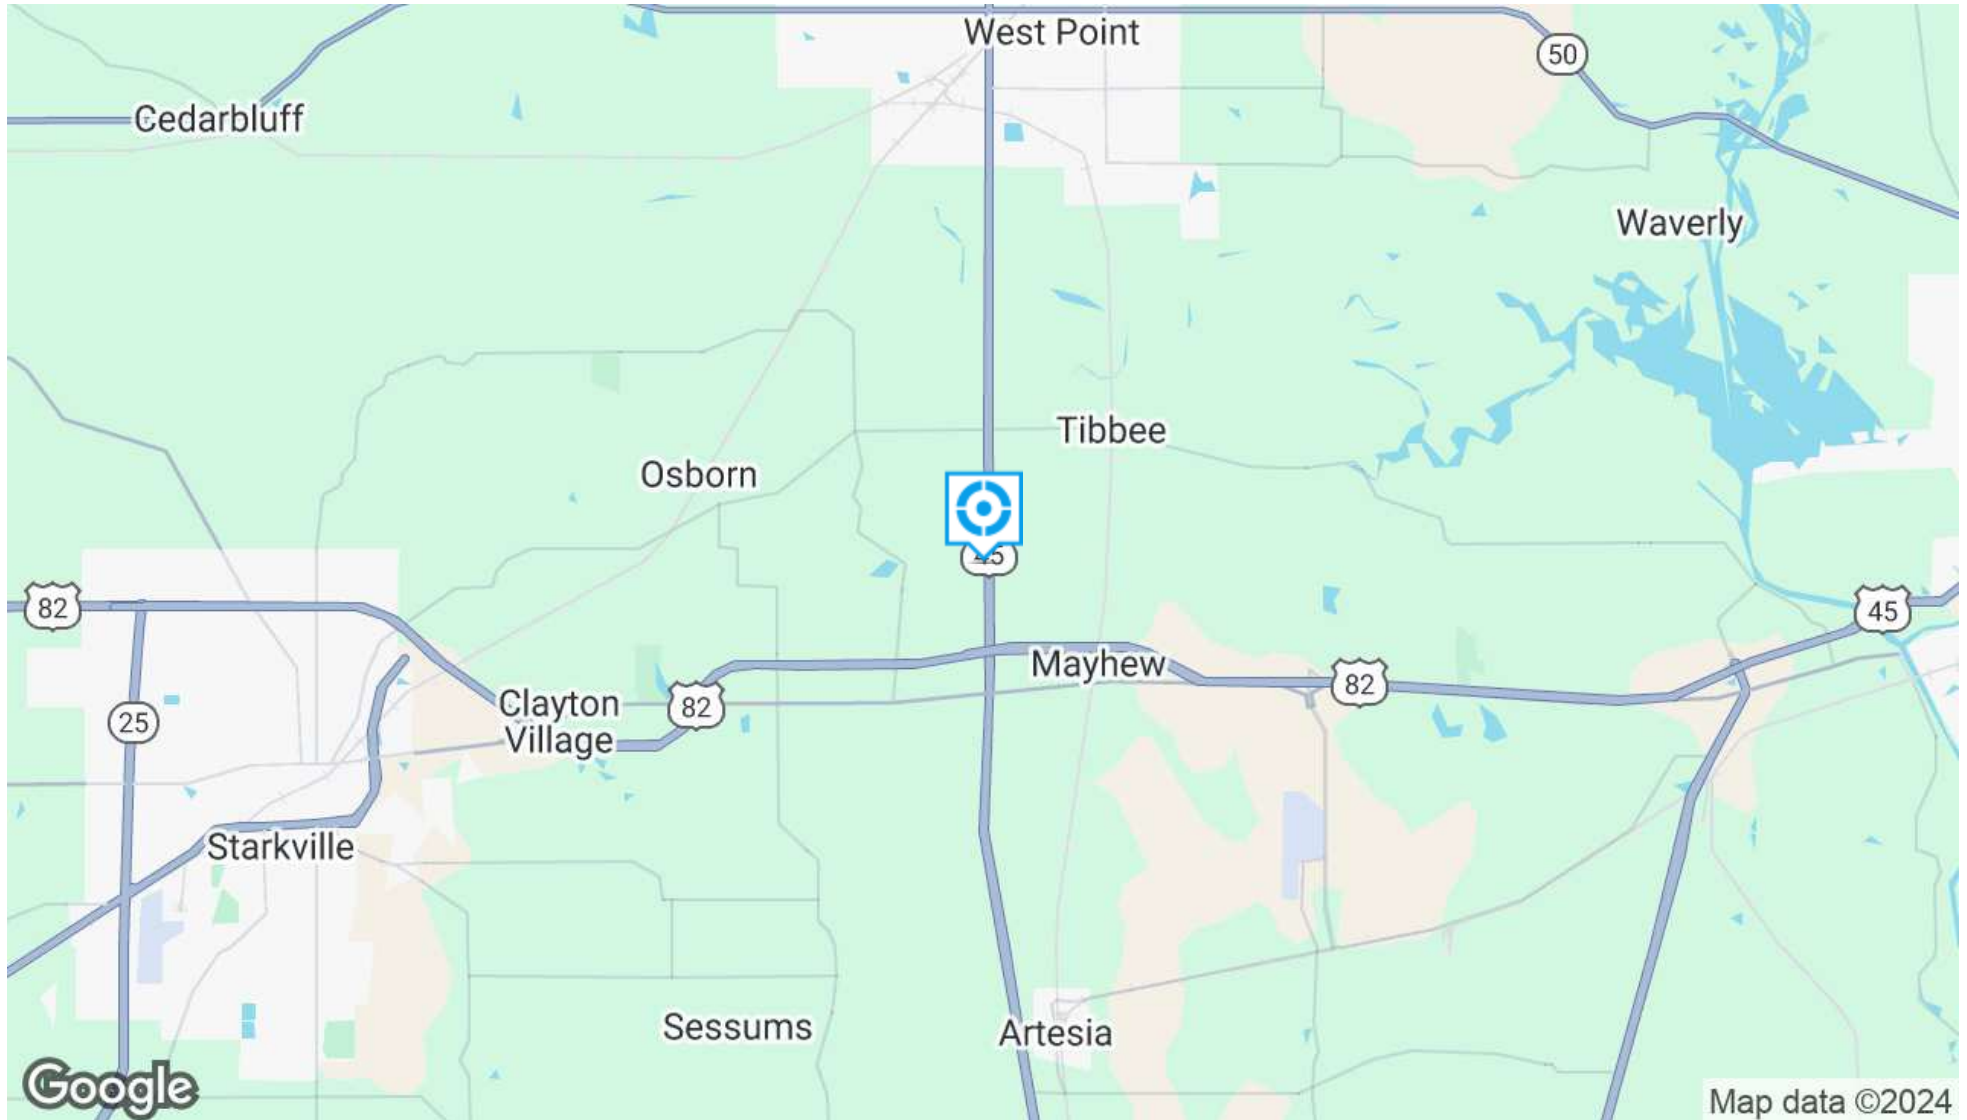 West Point
50
Cedarbluff
Waverly
Tibbee
Osborn
45
82
45
Mayhew
82
Clayton
Village
82
25
Starkville
Sessums
Artesia
Google
Map data ©2024